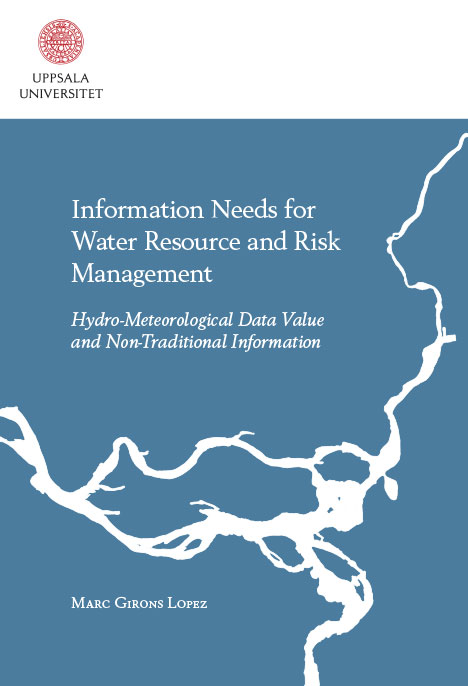 UPPSALA
UNIVERSITET
Information Needs for
Water Resource and Risk
Management
Hydro-Meteorological Data Value
and Non-Traditional Information
Marc Girons Lopez